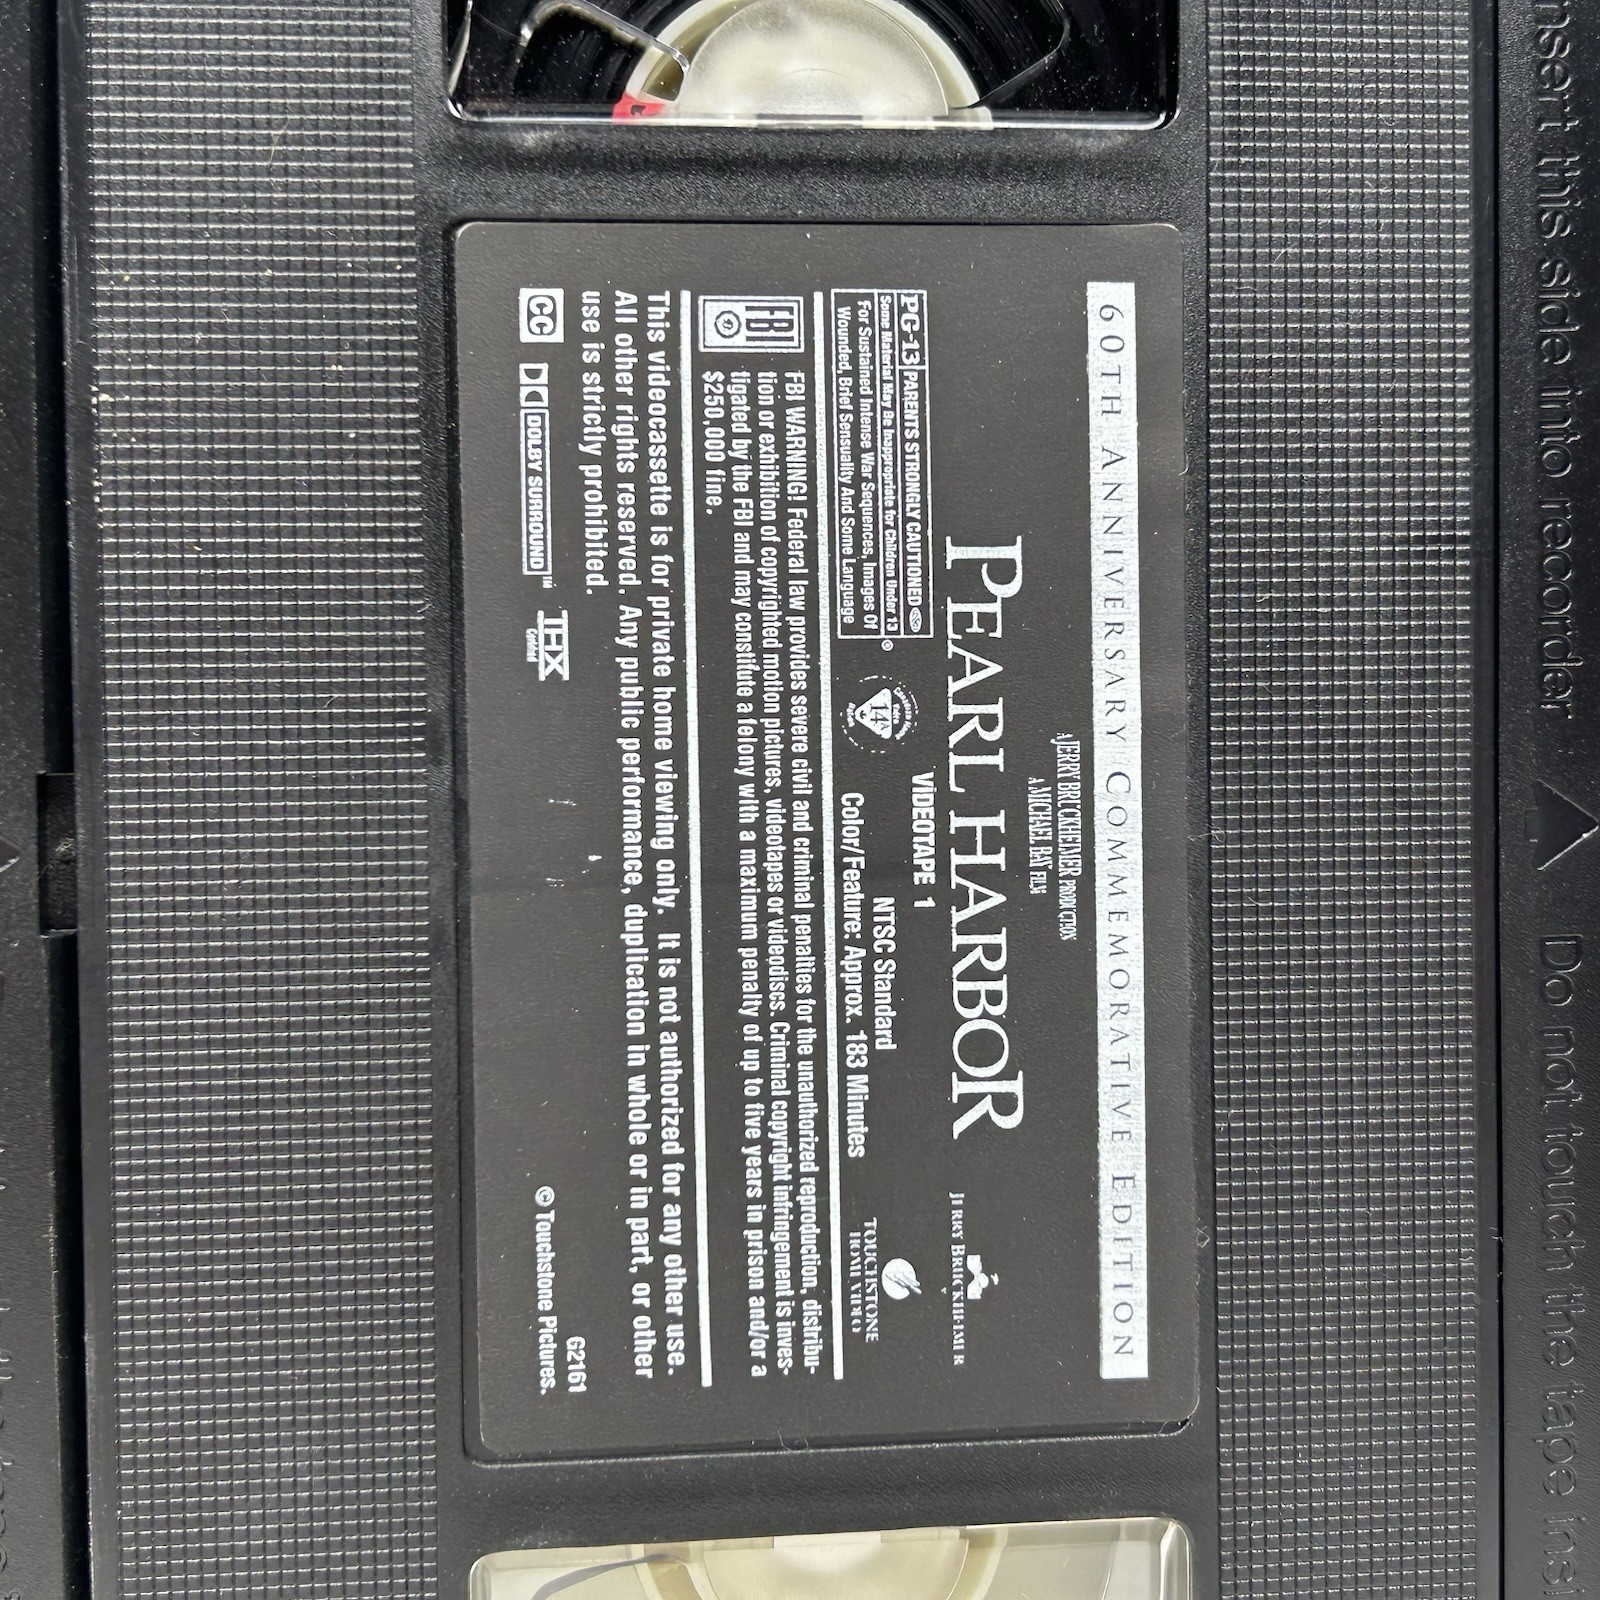 Insert this side into recorder
Do not touch the tape insi
60TH ANNIVERSARY COMMEMORATIVE EDITION
A JERRY BRUCKHEIMER PRODUCTION
A MICHAEL BAY FILM
PEARL HARBOR
JERRY BRUCKHEIMER
VIDEOTAPE 1
PG-13 PARENTS STRONGLY CAUTIONED
Some Material May Be Inappropriate for Children Under 13
For Sustained Intense War Sequences, Images Of
Wounded, Brief Sensuality And Some Language
®
14A
NTSC Standard
Color/Feature: Approx. 183 Minutes
TOUCHSTONE
HOME VIDEO
FBI
FBI WARNING! Federal law provides severe civil and criminal penalties for the unauthorized reproduction, distribu-
tion or exhibition of copyrighted motion pictures, videotapes or videodiscs. Criminal copyright infringement is inves-
tigated by the FBI and may constitute a felony with a maximum penalty of up to five years in prison and/or a
$250,000 fine.
This videocassette is for private home viewing only. It is not authorized for any other use.
All other rights reserved. Any public performance, duplication in whole or in part, or other
use is strictly prohibited.
CC DOLBY SURROUND™ THX
G2161
© Touchstone Pictures.